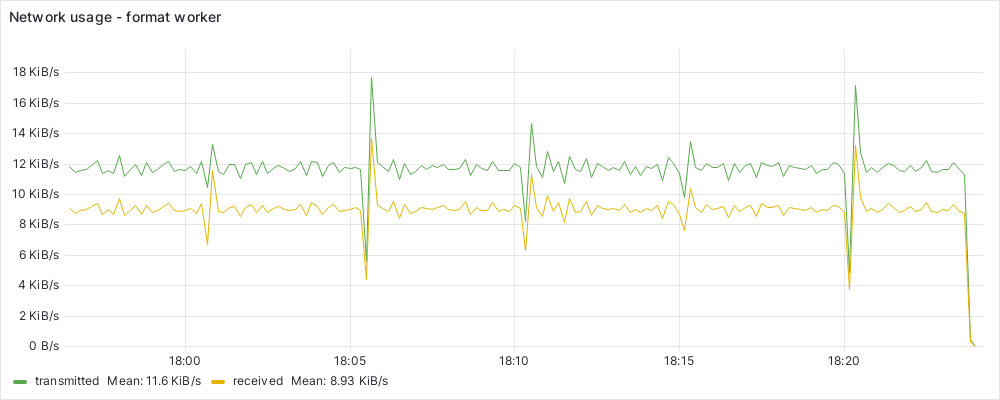 Network usage - format worker
18 KiB/s
16 KiB/s
14 KiB/s
12 KiB/s
10 KiB/s
8 KiB/s
6 KiB/s
4 KiB/s
2 KiB/s
0 B/s
18:00 18:05 18:10 18:15 18:20
transmitted Mean: 11.6 KiB/s received Mean: 8.93 KiB/s